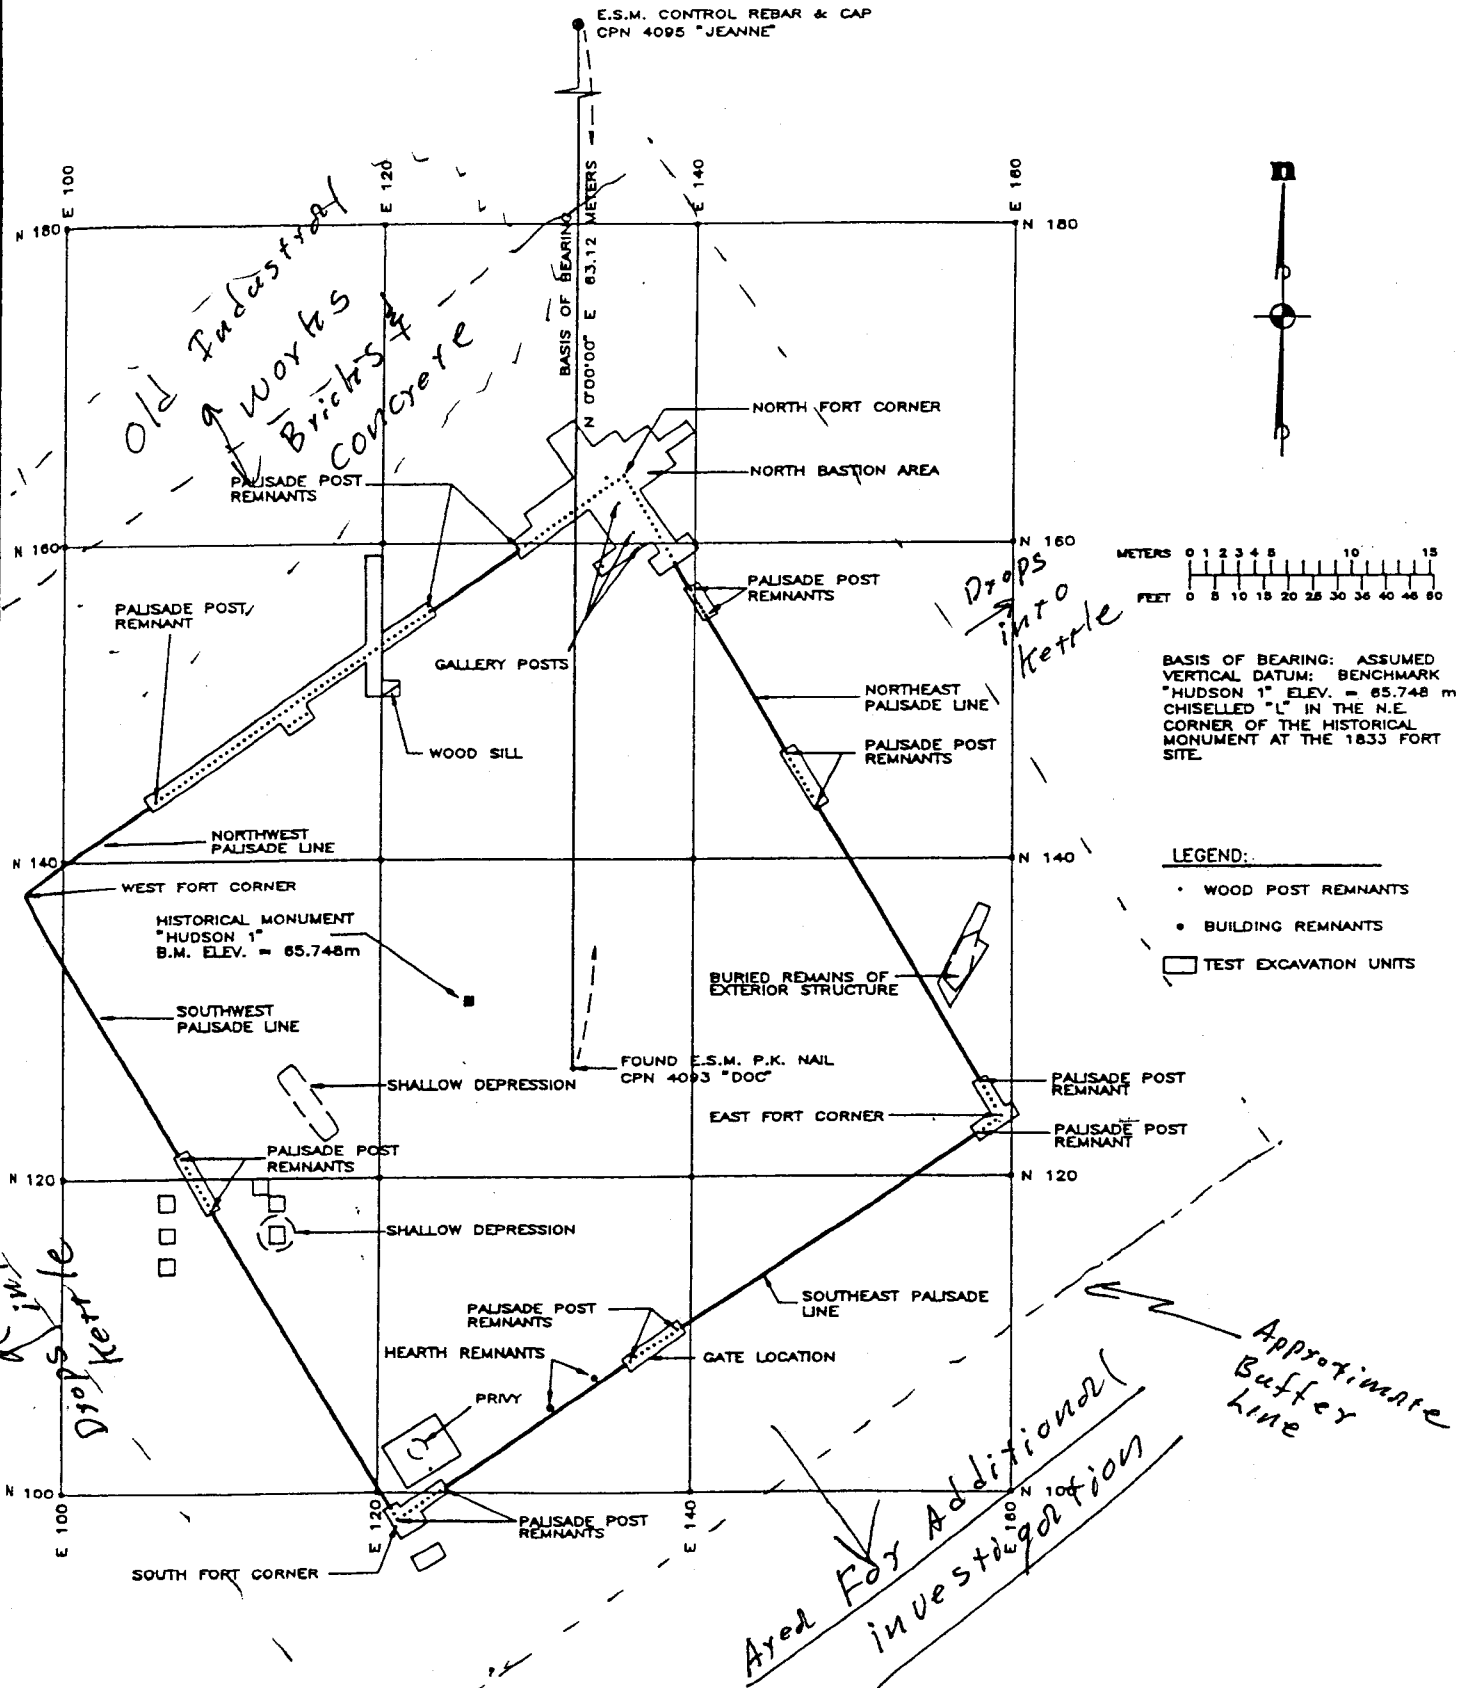 E.S.M. CONTROL REBAR & CAP
CPN 4095 "JEANNE"
E 100
E 120
E 140
E 160
N 180
N 180
BASIS OF BEARING
N 0°00'00" E 63.12 METERS
n
Old Industrial
works
Bricks &
Concrete
NORTH FORT CORNER
NORTH BASTION AREA
PALISADE POST
REMNANTS
N 160
N 160
Drops
into
Kettle
METERS 0 1 2 3 4 5 10 15
FEET 0 5 10 15 20 25 30 35 40 45 50
PALISADE POST
REMNANTS
PALISADE POST
REMNANT
GALLERY POSTS
BASIS OF BEARING: ASSUMED
VERTICAL DATUM: BENCHMARK
"HUDSON 1" ELEV. = 65.748 m
CHISELLED "L" IN THE N.E.
CORNER OF THE HISTORICAL
MONUMENT AT THE 1833 FORT
SITE.
NORTHEAST
PALISADE LINE
WOOD SILL
PALISADE POST
REMNANTS
NORTHWEST
PALISADE LINE
N 140
N 140
LEGEND:
WOOD POST REMNANTS
BUILDING REMNANTS
TEST EXCAVATION UNITS
WEST FORT CORNER
HISTORICAL MONUMENT
"HUDSON 1"
B.M. ELEV. = 65.748m
BURIED REMAINS OF
EXTERIOR STRUCTURE
SOUTHWEST
PALISADE LINE
FOUND E.S.M. P.K. NAIL
CPN 4093 "DOC"
SHALLOW DEPRESSION
PALISADE POST
REMNANT
EAST FORT CORNER
PALISADE POST
REMNANT
PALISADE POST
REMNANTS
N 120
N 120
SHALLOW DEPRESSION
Drops in
Kettle
SOUTHEAST PALISADE
LINE
PALISADE POST
REMNANTS
HEARTH REMNANTS
GATE LOCATION
PRIVY
Approximate
Buffer
Line
N 100
N 100
PALISADE POST
REMNANTS
E 100
E 120
E 140
E 160
SOUTH FORT CORNER
Area For Additional
investigation